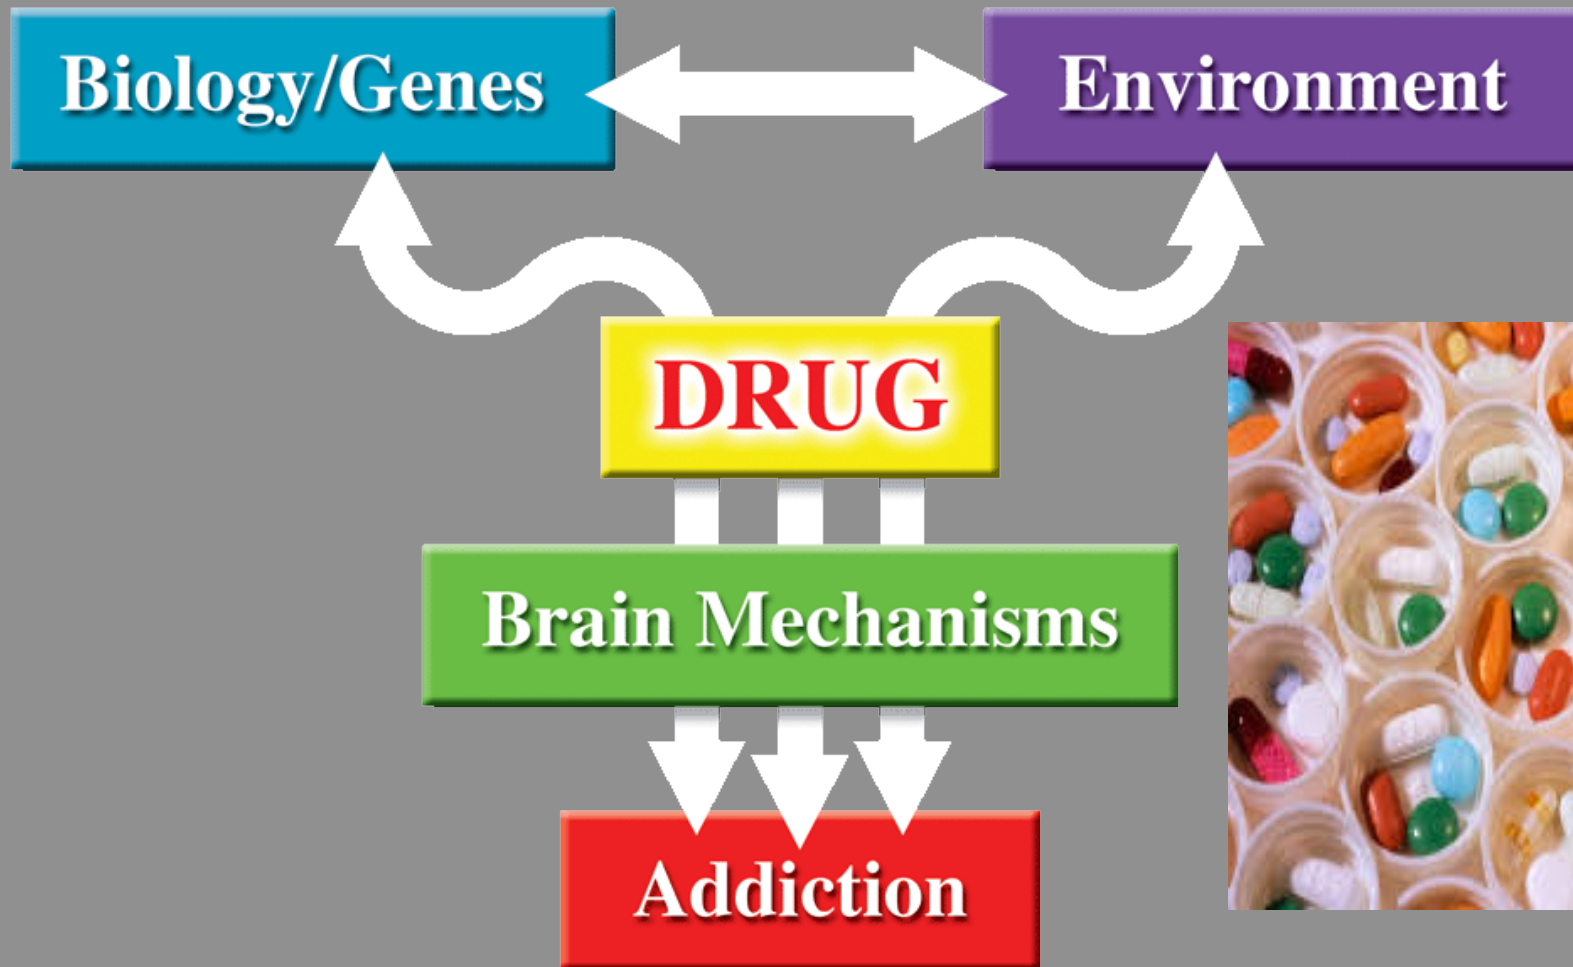 Biology/Genes
Environment
DRUG
Brain Mechanisms
Addiction